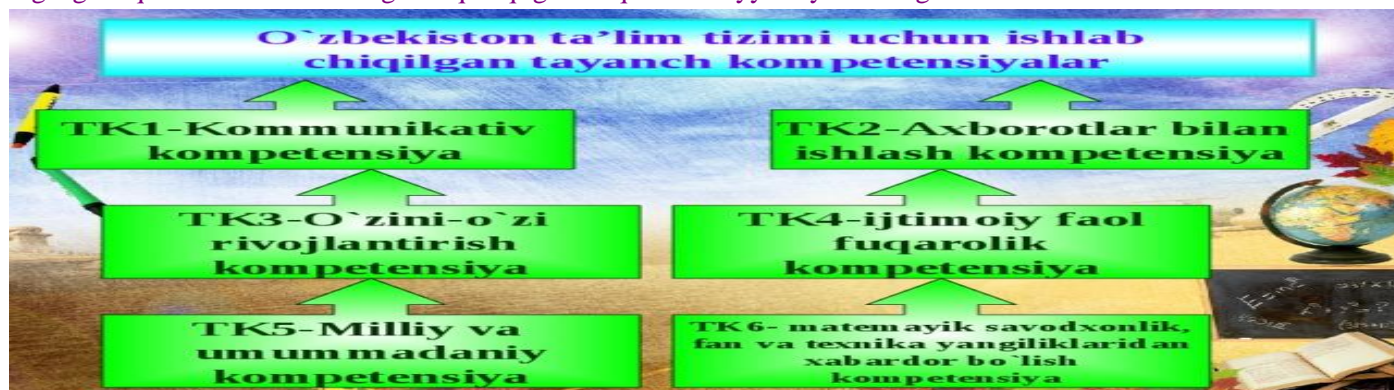 O`zbekiston ta’lim tizimi uchun ishlab
chiqilgan tayanch kompetensiyalar
TK1-Kommunikativ
kompetensiya
TK2-Axborotlar bilan
ishlash kompetensiya
TK3-O`zini-o`zi
rivojlantirish
kompetensiya
TK4-ijtimoiy faol
fuqarolik
kompetensiya
TK5-Milliy va
umummadaniy
kompetensiya
TK 6- matemayik savodxonlik,
fan va texnika yangiliklaridan
xabardor bo`lish
kompetensiya